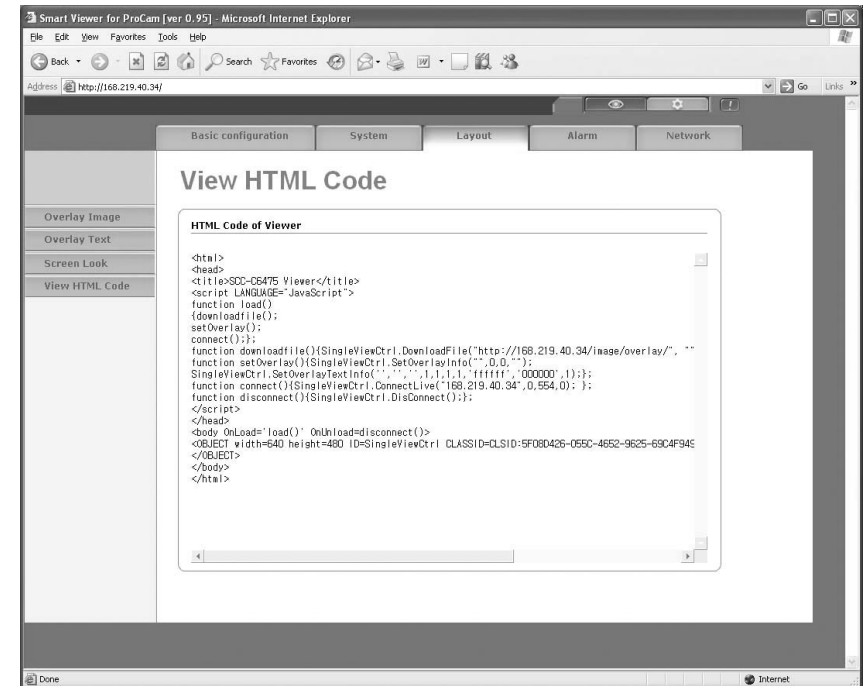 Smart Viewer for ProCam [ver 0.95] - Microsoft Internet Explorer
File Edit View Favorites Tools Help
Back Search Favorites
Address http://168.219.40.34/ Go Links »
Basic configuration System Layout Alarm Network
View HTML Code
Overlay Image
Overlay Text
Screen Look
View HTML Code
HTML Code of Viewer
<html>
<head>
<title>SCC-C6475 Viewer</title>
<script LANGUAGE="JavaScript">
function load()
{downloadfile();
setOverlay();
connect();};
function downloadfile(){SingleViewCtrl.DownloadFile("http://168.219.40.34/image/overlay/", ""
function setOverlay(){SingleViewCtrl.SetOverlayInfo("",0,0,"");
SingleViewCtrl.SetOverlayTextInfo('','','',1,1,1,1,'ffffff','000000',1);};
function connect(){SingleViewCtrl.ConnectLive("168.219.40.34",0,554,0); };
function disconnect(){SingleViewCtrl.DisConnect();};
</script>
</head>
<body OnLoad='load()' OnUnload=disconnect()>
<OBJECT width=640 height=480 ID=SingleViewCtrl CLASSID=CLSID:5F08D426-055C-4652-9625-69C4F949
</OBJECT>
</body>
</html>
Done Internet